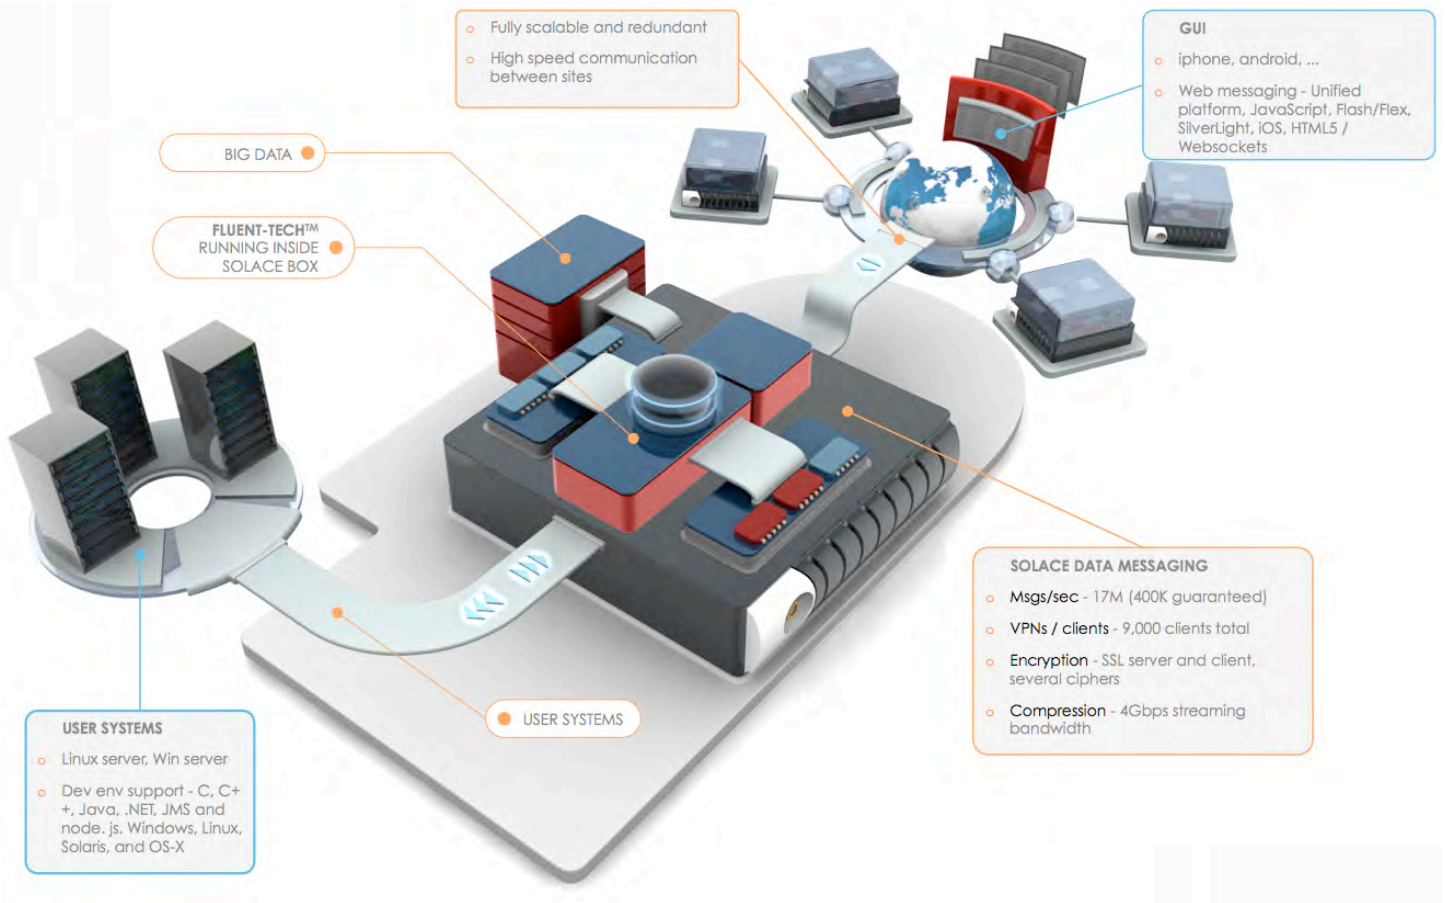 Fully scalable and redundant
High speed communication
between sites
GUI
iphone, android, ...
Web messaging - Unified
platform, JavaScript, Flash/Flex,
SilverLight, iOS, HTML5 /
Websockets
BIG DATA
FLUENT-TECH™
RUNNING INSIDE
SOLACE BOX
SOLACE DATA MESSAGING
Msgs/sec - 17M (400K guaranteed)
VPNs / clients - 9,000 clients total
Encryption - SSL server and client,
several ciphers
Compression - 4Gbps streaming
bandwidth
USER SYSTEMS
USER SYSTEMS
Linux server, Win server
Dev env support - C, C+
+, Java, .NET, JMS and
node. js. Windows, Linux,
Solaris, and OS-X